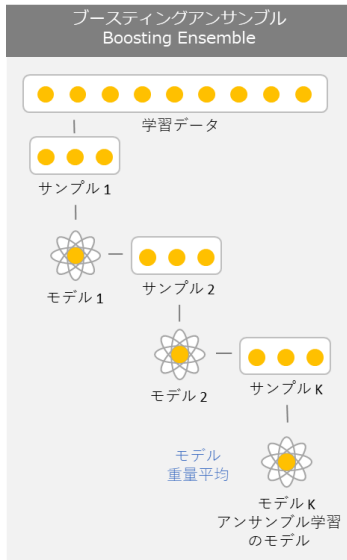 ブースティングアンサンブル
Boosting Ensemble
学習データ
サンプル1
モデル1
サンプル2
モデル2
サンプルK
モデル
重量平均
モデルK
アンサンブル学習
のモデル